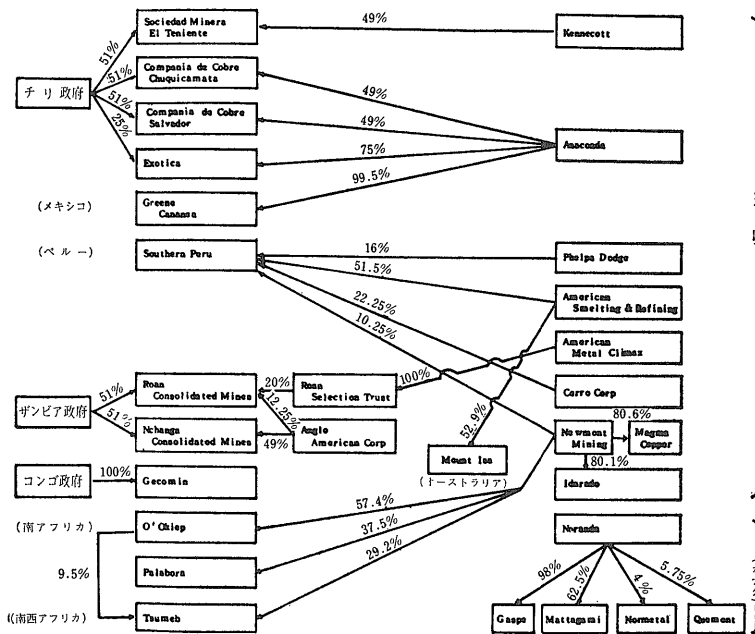 Sociedad Minera
El Teniente
49%
Kennecott
51%
チリ政府
51%
Compania de Cobre
Chuquicamata
49%
51%
Compania de Cobre
Salvador
49%
Anaconda
25%
Exotica
75%
99.5%
(メキシコ)
Greene
Cananea
(ペルー)
Southern Peru
16%
Phelps Dodge
51.5%
American
Smelting & Refining
22.25%
10.25%
American
Metal Climax
ザンビア政府
51%
Roan
Consolidated Mines
20%
Roan
Selection Trust
100%
Cerro Corp
12.25%
51%
Nchanga
Consolidated Mines
49%
Anglo
American Corp
52.9%
Mount Isa
(オーストラリア)
Newmont
Mining
80.6%
Magma
Copper
80.1%
Idarado
コンゴ政府
100%
Gecomin
57.4%
(南アフリカ)
O'Okiep
37.5%
Noranda
9.5%
Palabora
29.2%
((南西アフリカ)
Tsumeb
98%
62.5%
4%
5.75%
Gaspe
Mattagami
Normetal
Quemont